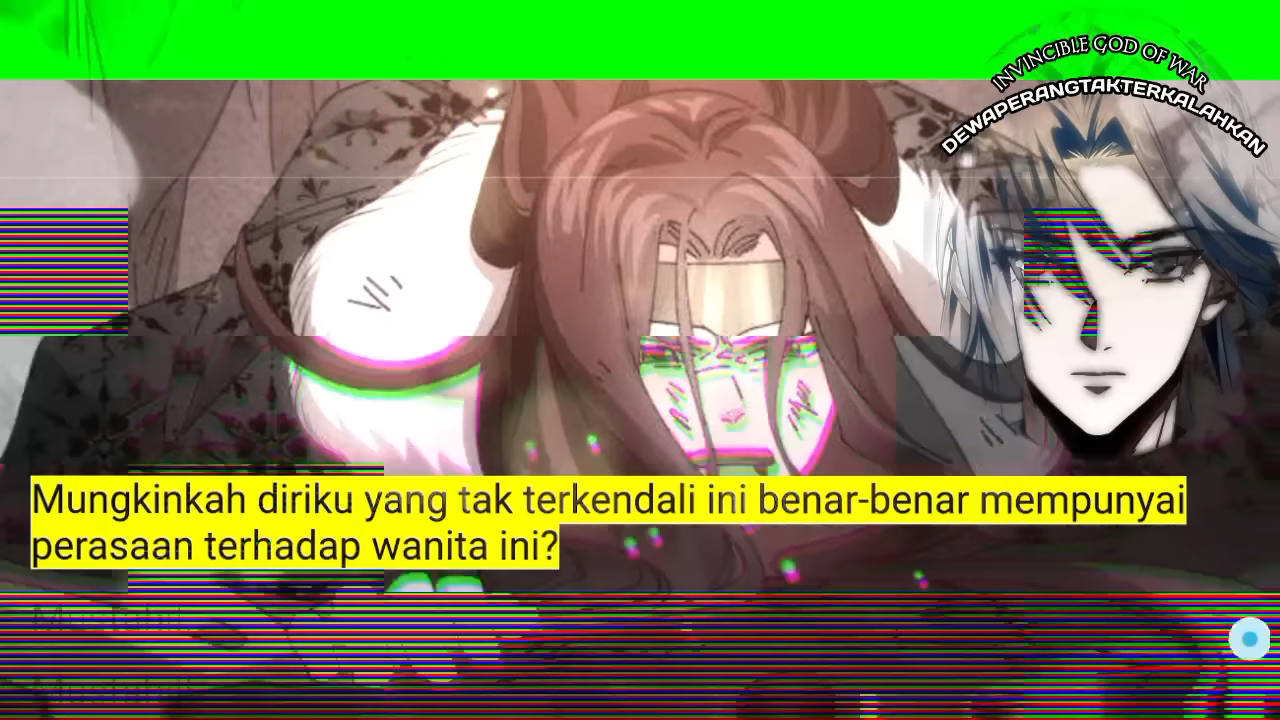 INVINCIBLE GOD OF WAR
DEWAPERANGTAKTERKALAHKAN
Mungkinkah diriku yang tak terkendali ini benar-benar mempunyai
perasaan terhadap wanita ini?